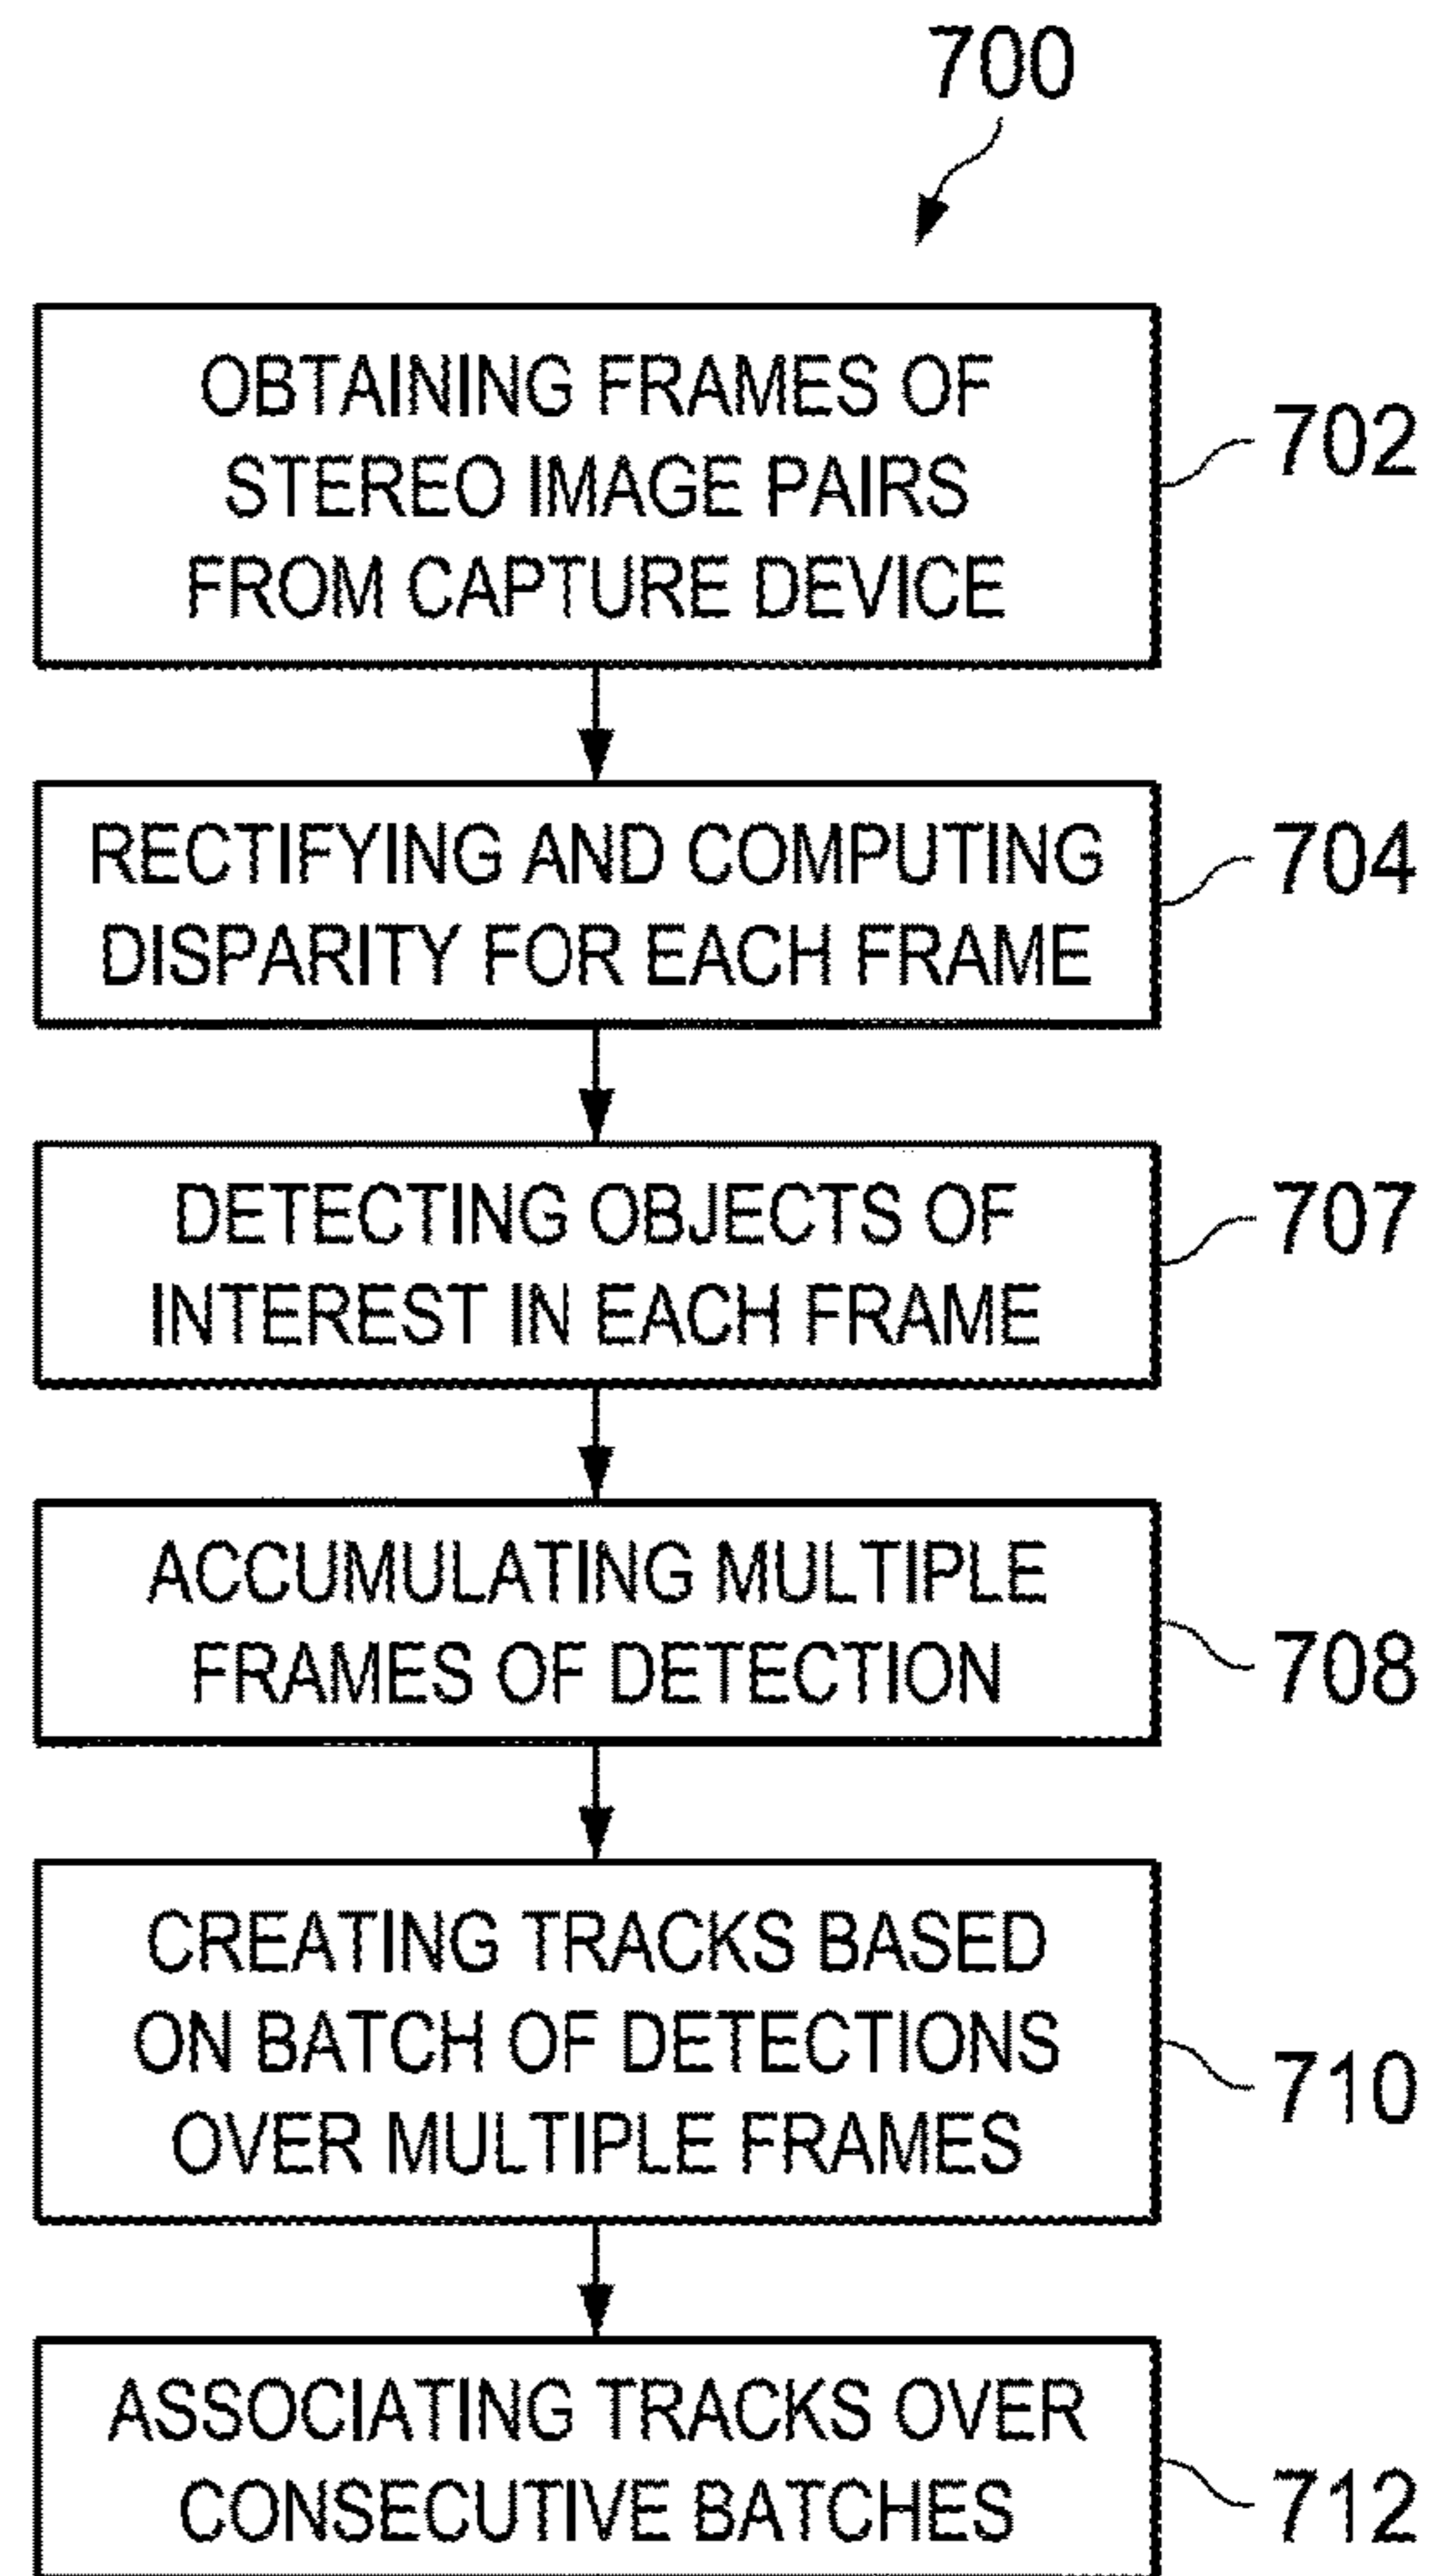 700
OBTAINING FRAMES OF
STEREO IMAGE PAIRS
FROM CAPTURE DEVICE
702
RECTIFYING AND COMPUTING
DISPARITY FOR EACH FRAME
704
DETECTING OBJECTS OF
INTEREST IN EACH FRAME
707
ACCUMULATING MULTIPLE
FRAMES OF DETECTION
708
CREATING TRACKS BASED
ON BATCH OF DETECTIONS
OVER MULTIPLE FRAMES
710
ASSOCIATING TRACKS OVER
CONSECUTIVE BATCHES
712